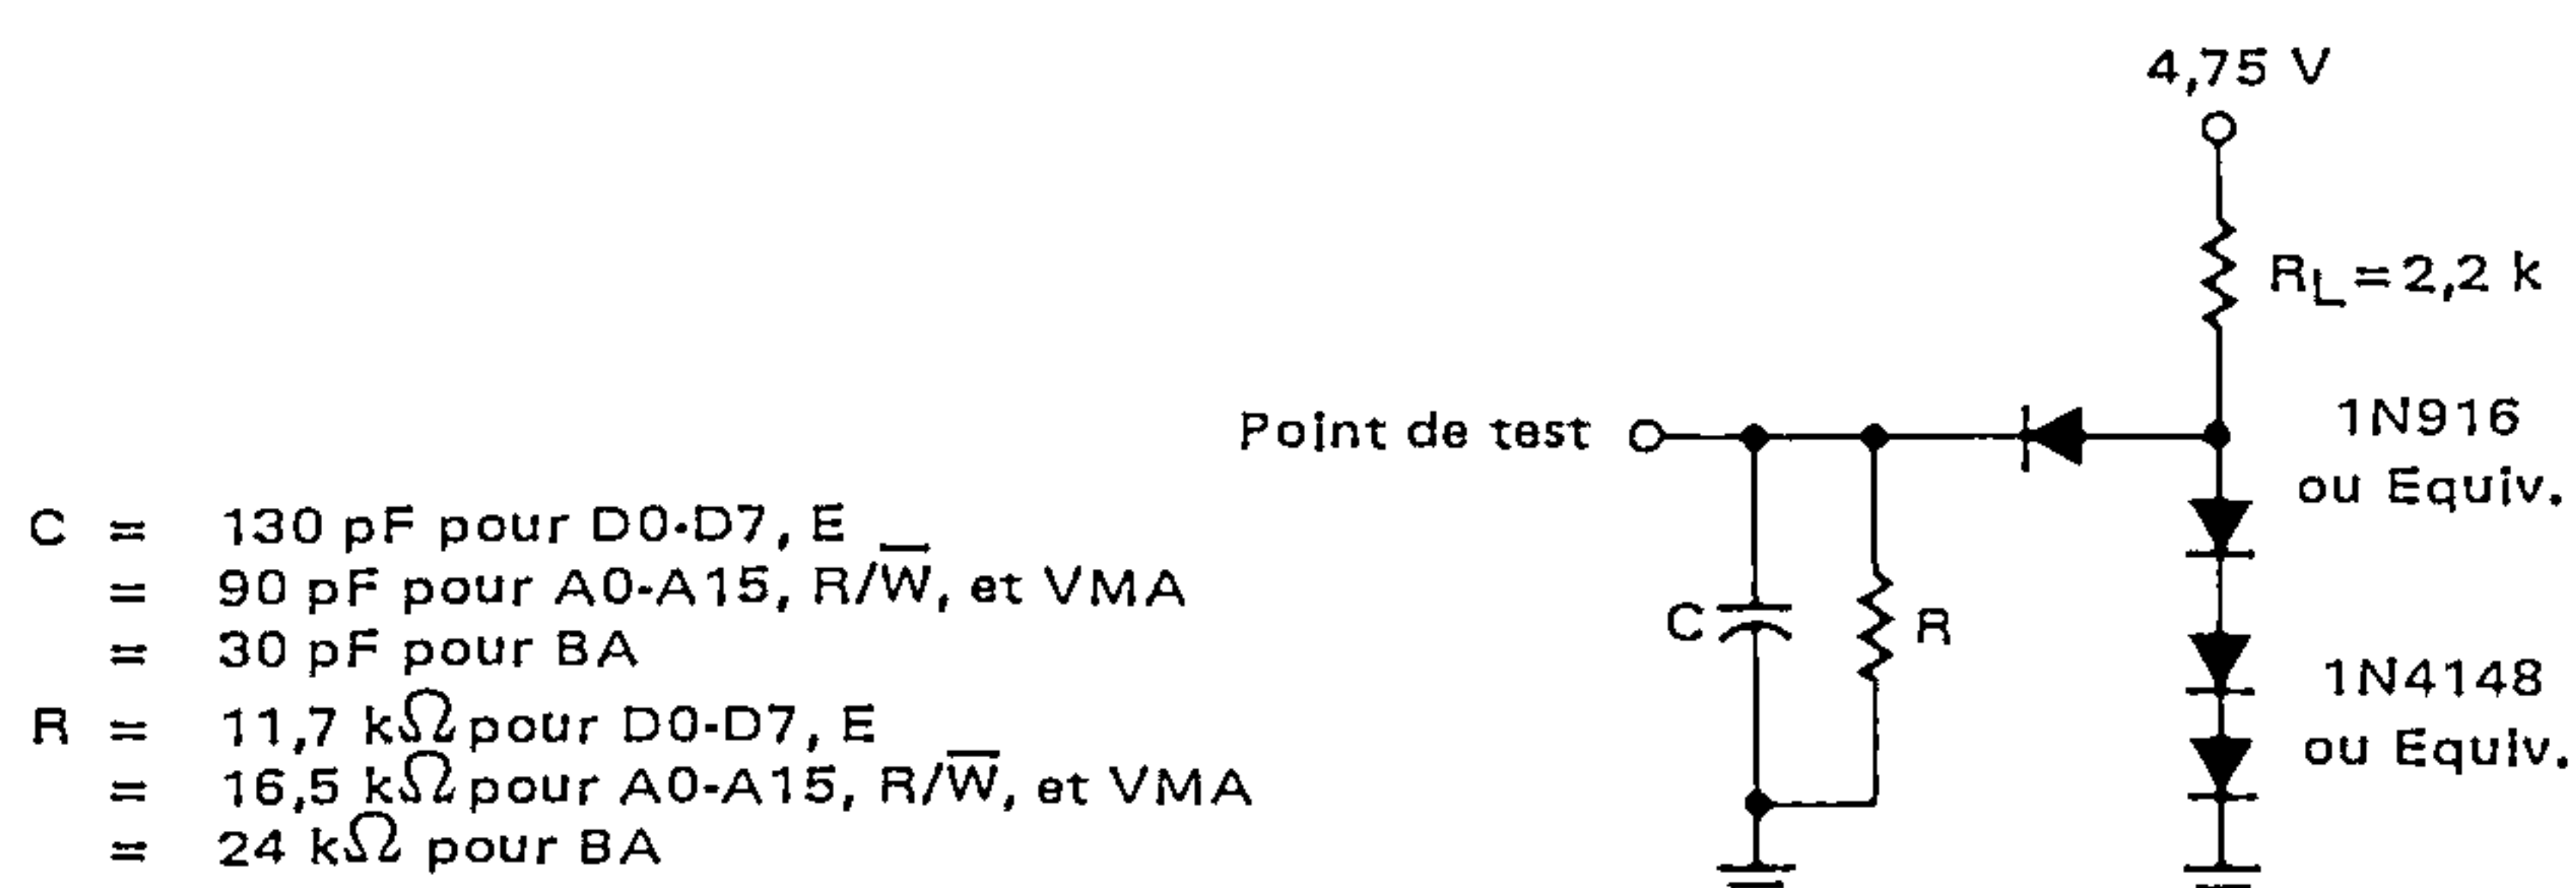 4,75 V
RL=2,2 k
Point de test
1N916
ou Equiv.
C
R
1N4148
ou Equiv.
C = 130 pF pour D0-D7, E
= 90 pF pour A0-A15, R/W̅, et VMA
= 30 pF pour BA
R = 11,7 kΩ pour D0-D7, E
= 16,5 kΩ pour A0-A15, R/W̅, et VMA
= 24 kΩ pour BA